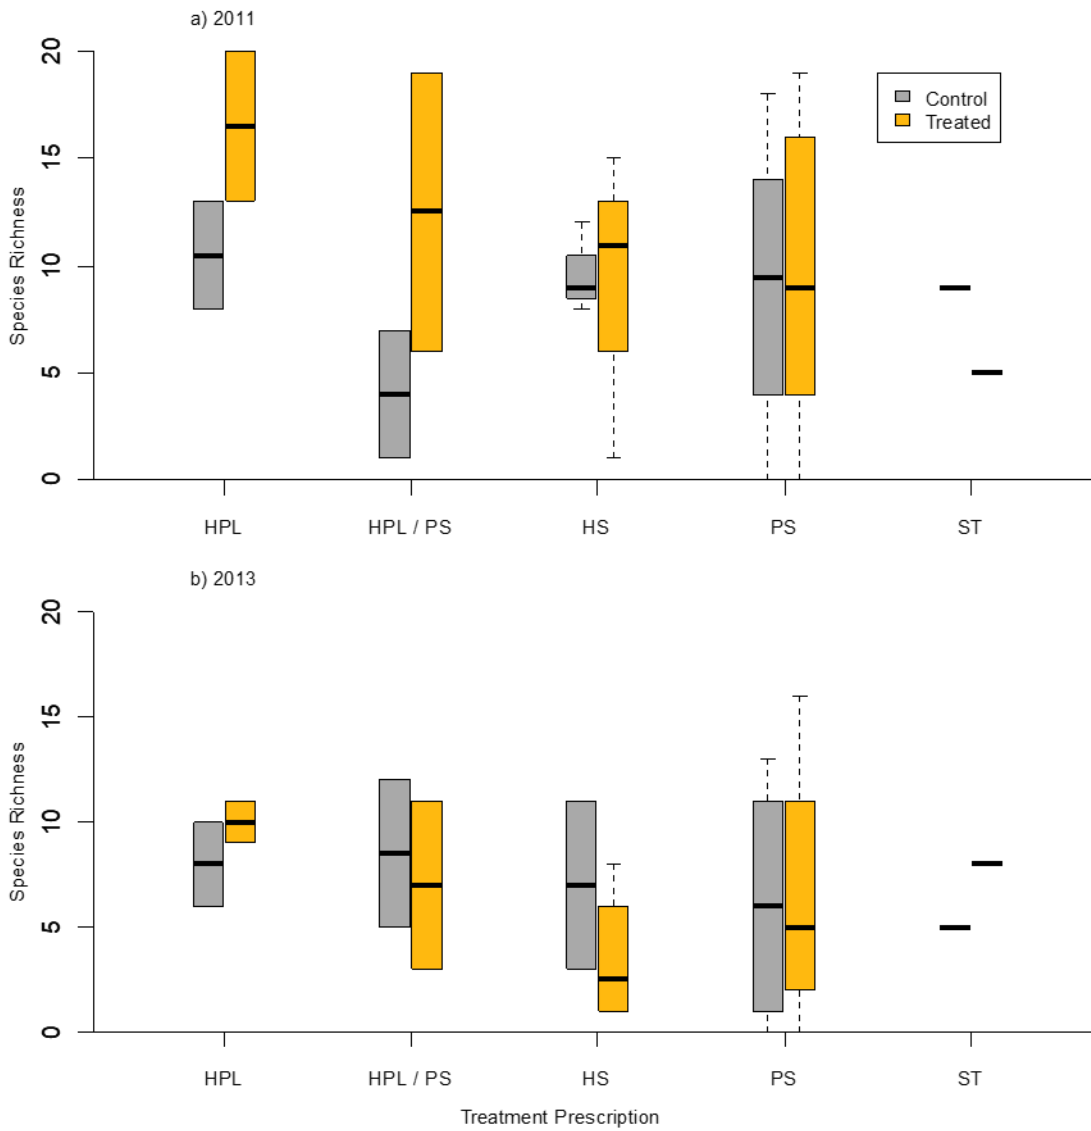 a) 2011
20
15
10
5
0
Species Richness
Control
Treated
HPL
HPL / PS
HS
PS
ST
b) 2013
20
15
10
5
0
Species Richness
HPL
HPL / PS
HS
PS
ST
Treatment Prescription